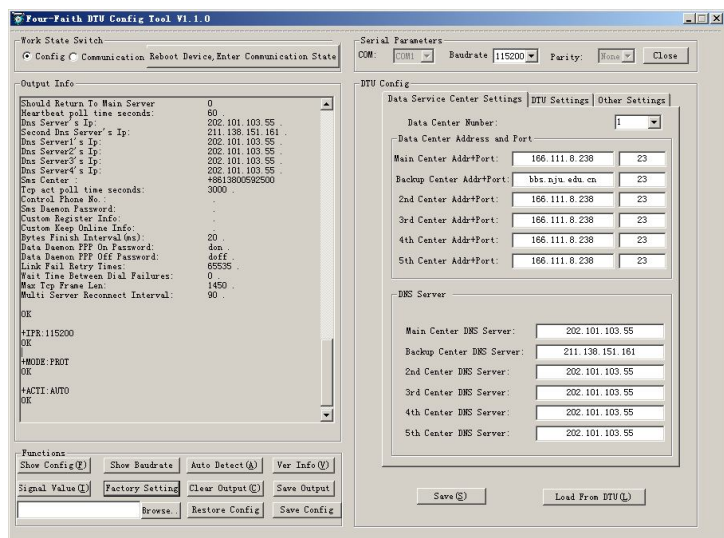 Four-Faith DTU Config Tool V1.1.0
Work State Switch
Config Communication Reboot Device,Enter Communication State
Serial Parameters
COM: COM1 Baudrate 115200 Parity: None Close
Output Info
Should Return To Main Server 0
Heartbeat poll time seconds: 60 .
Dns Server's Ip: 202.101.103.55 .
Second Dns Server's Ip: 211.138.151.161 .
Dns Server1's Ip: 202.101.103.55 .
Dns Server2's Ip: 202.101.103.55 .
Dns Server3's Ip: 202.101.103.55 .
Dns Server4's Ip: 202.101.103.55 .
Sms Center : +8613800592500
Tcp act poll time seconds: 3000 .
Control Phone No.: .
Sms Daemon Password: .
Custom Register Info: .
Custom Keep Online Info: .
Bytes Finish Interval(ms): 20 .
Data Daemon PPP On Password: don .
Data Daemon PPP Off Password: doff .
Link Fail Retry Times: 65535 .
Wait Time Between Dial Failures: 0 .
Max Tcp Frame Len: 1450 .
Multi Server Reconnect Interval: 90 .
OK
+IPR:115200
OK
+MODE:PROT
OK
+ACTI:AUTO
OK
Functions
Show Config(F) Show Baudrate Auto Detect(A) Ver Info(V)
Signal Value(I) Factory Setting Clear Output(C) Save Output
Browse.. Restore Config Save Config
DTU Config
Data Service Center Settings DTU Settings Other Settings
Data Center Number: 1
Data Center Address and Port
Main Center Addr+Port: 166.111.8.238 23
Backup Center Addr+Port: bbs.nju.edu.cn 23
2nd Center Addr+Port: 166.111.8.238 23
3rd Center Addr+Port: 166.111.8.238 23
4th Center Addr+Port: 166.111.8.238 23
5th Center Addr+Port: 166.111.8.238 23
DNS Server
Main Center DNS Server: 202.101.103.55
Backup Center DNS Server: 211.138.151.161
2nd Center DNS Server: 202.101.103.55
3rd Center DNS Server: 202.101.103.55
4th Center DNS Server: 202.101.103.55
5th Center DNS Server: 202.101.103.55
Save(S) Load From DTU(L)